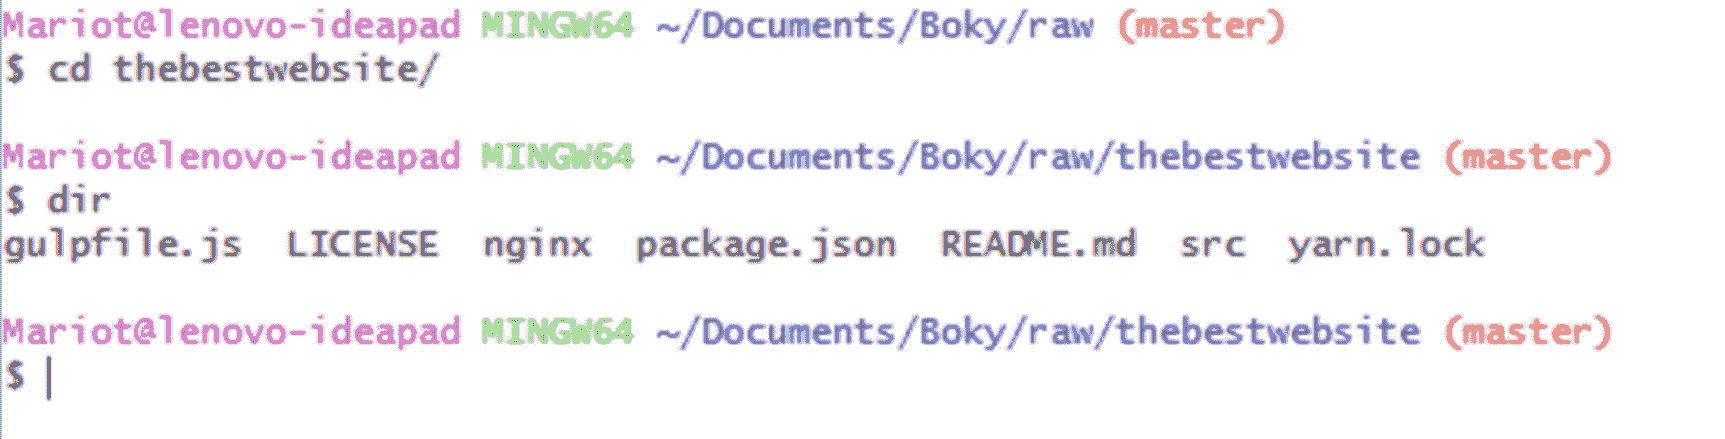 Mariot@lenovo-ideapad MINGW64 ~/Documents/Boky/raw (master)
$ cd thebestwebsite/
Mariot@lenovo-ideapad MINGW64 ~/Documents/Boky/raw/thebestwebsite (master)
$ dir
gulpfile.js  LICENSE  nginx  package.json  README.md  src  yarn.lock
Mariot@lenovo-ideapad MINGW64 ~/Documents/Boky/raw/thebestwebsite (master)
$